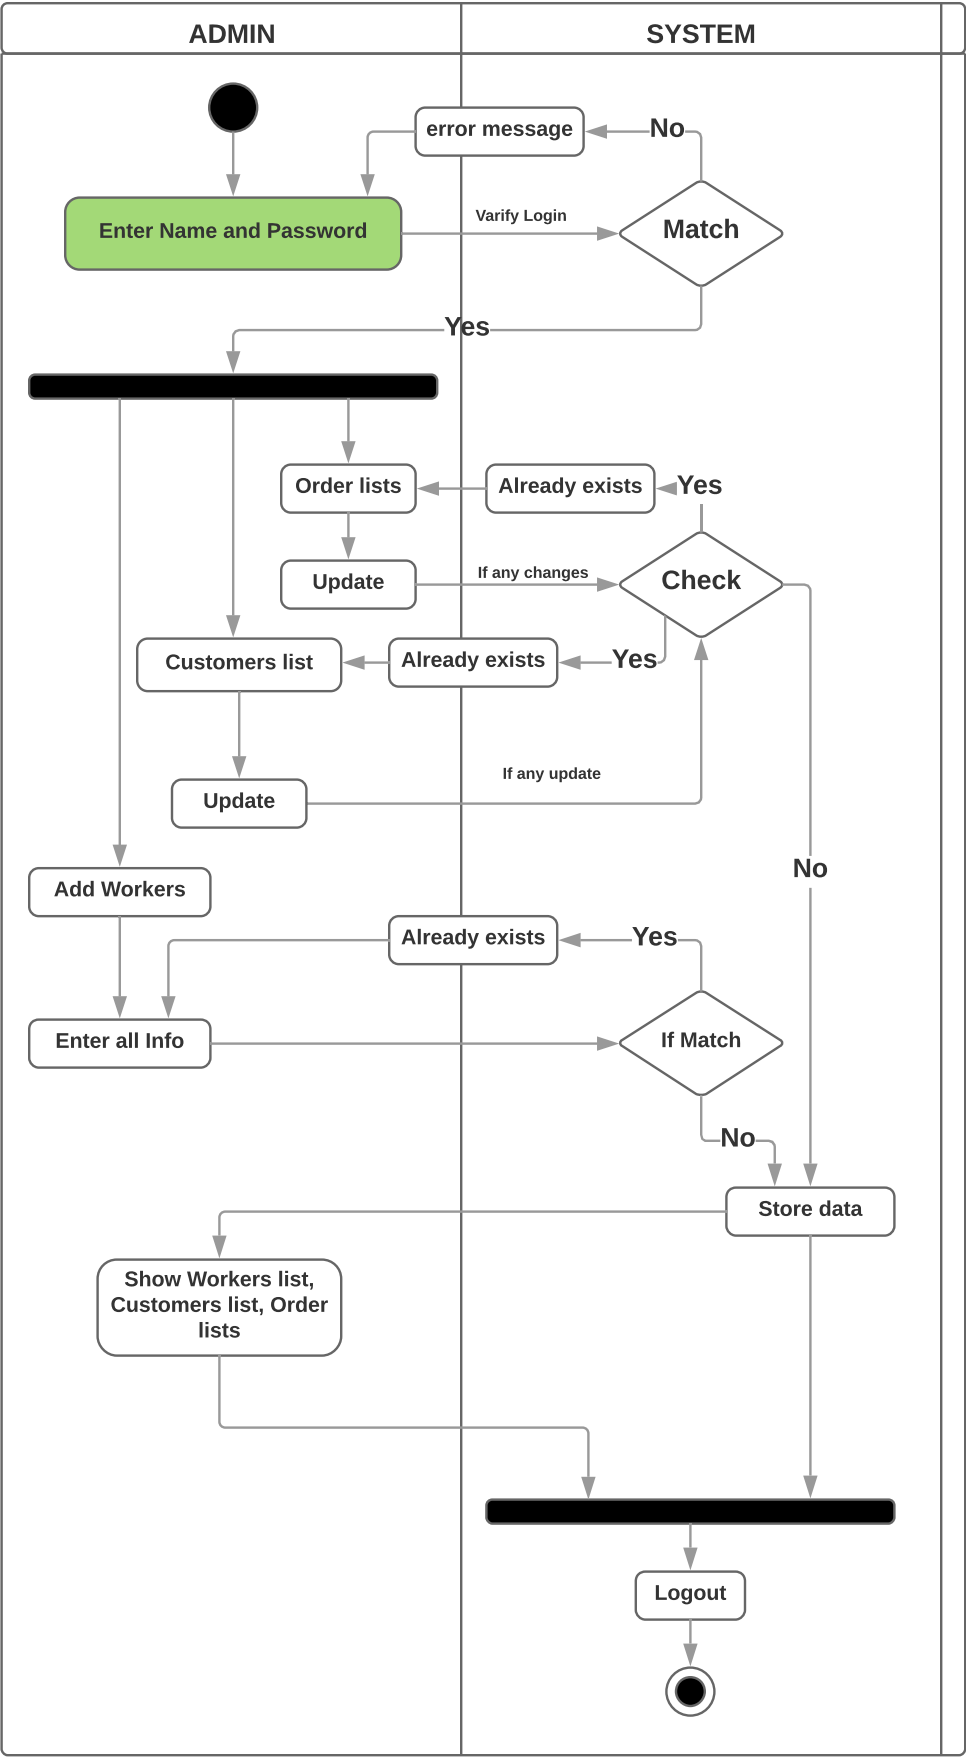 ADMIN
SYSTEM
error message
No
Enter Name and Password
Varify Login
Match
Yes
Order lists
Already exists
Yes
Update
If any changes
Check
Customers list
Already exists
Yes
If any update
Update
No
Add Workers
Already exists
Yes
Enter all Info
If Match
No
Store data
Show Workers list,
Customers list, Order
lists
Logout